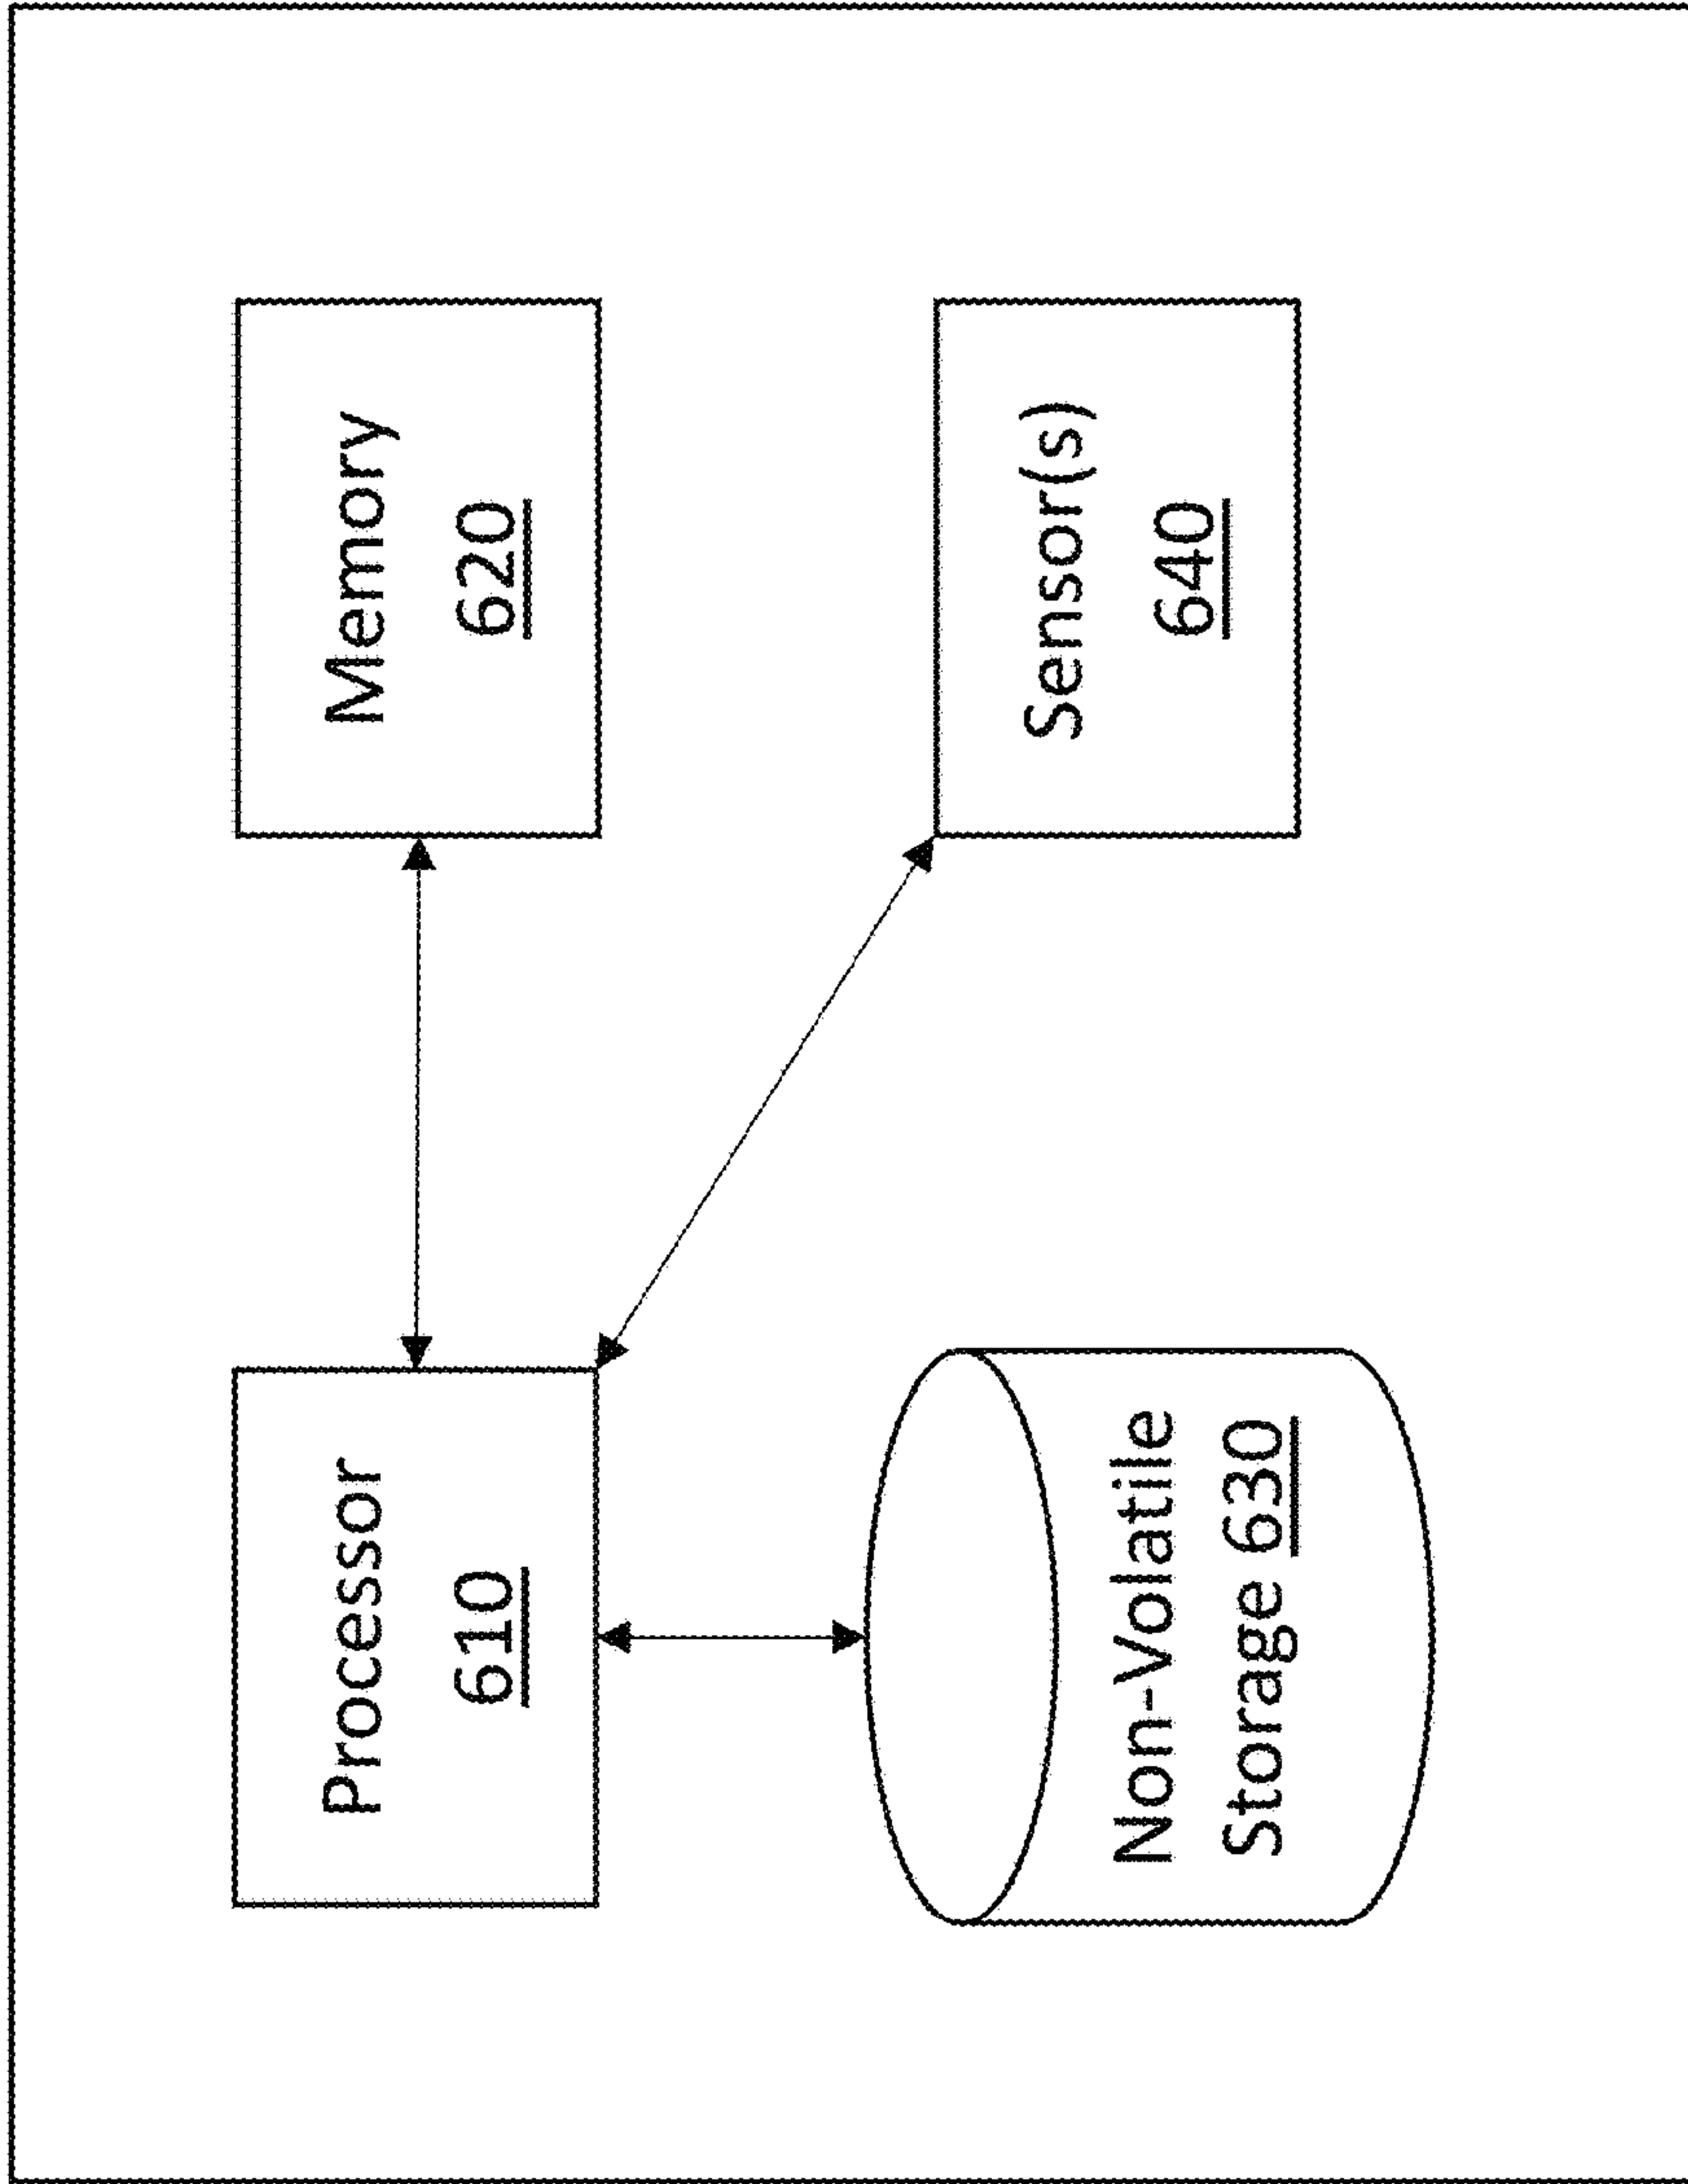 Processor
610
Memory
620
Non-Volatile
Storage 630
Sensor(s)
640